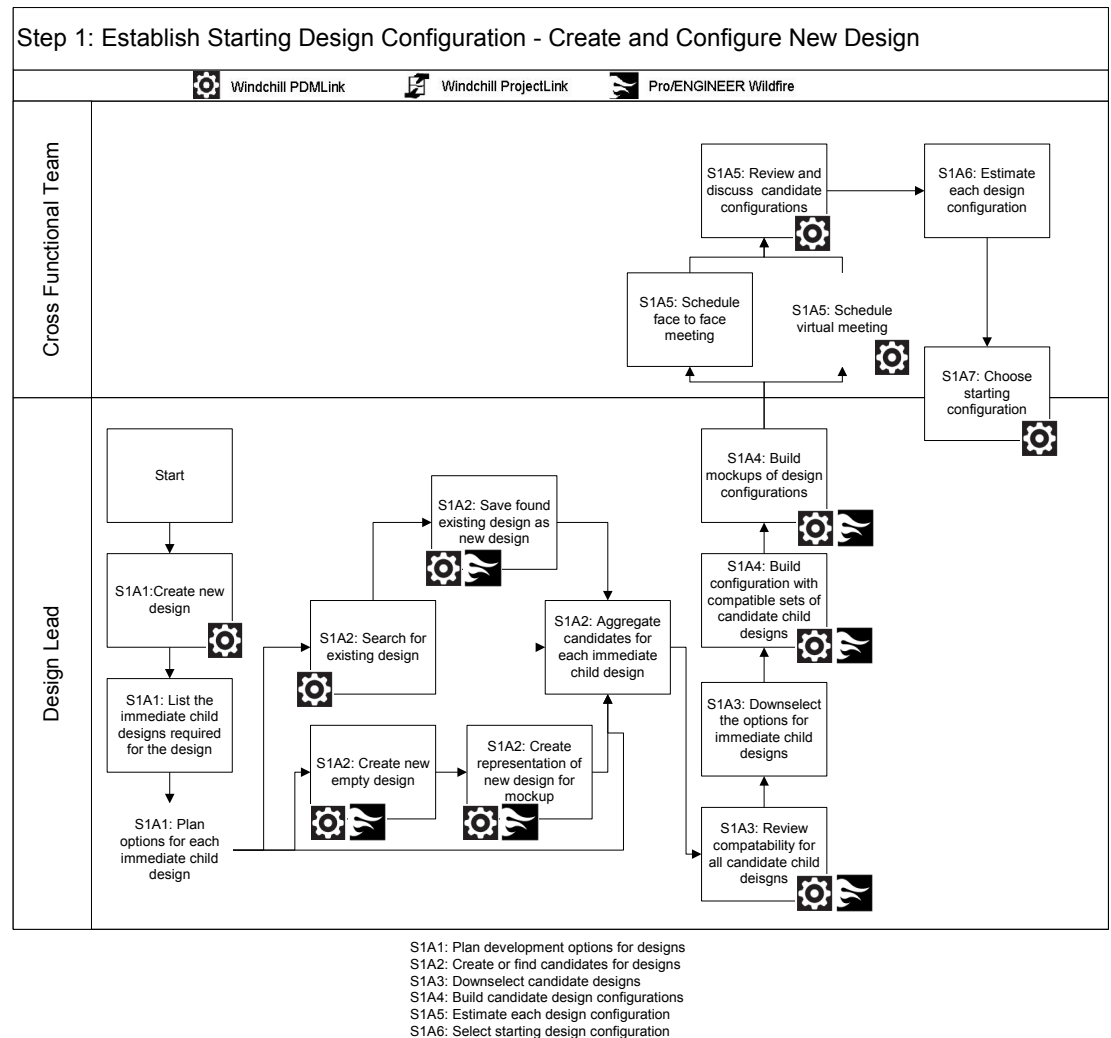 Step 1: Establish Starting Design Configuration - Create and Configure New Design
Windchill PDMLink
Windchill ProjectLink
Pro/ENGINEER Wildfire
Cross Functional Team
S1A5: Review and
discuss candidate
configurations
S1A6: Estimate
each design
configuration
S1A5: Schedule
face to face
meeting
S1A5: Schedule
virtual meeting
S1A7: Choose
starting
configuration
Design Lead
Start
S1A1:Create new
design
S1A1: List the
immediate child
designs required
for the design
S1A1: Plan
options for each
immediate child
design
S1A2: Save found
existing design as
new design
S1A2: Search for
existing design
S1A2: Create new
empty design
S1A2: Create
representation of
new design for
mockup
S1A2: Aggregate
candidates for
each immediate
child design
S1A4: Build
mockups of design
configurations
S1A4: Build
configuration with
compatible sets of
candidate child
designs
S1A3: Downselect
the options for
immediate child
designs
S1A3: Review
compatability for
all candidate child
deisgns
S1A1: Plan development options for designs
S1A2: Create or find candidates for designs
S1A3: Downselect candidate designs
S1A4: Build candidate design configurations
S1A5: Estimate each design configuration
S1A6: Select starting design configuration